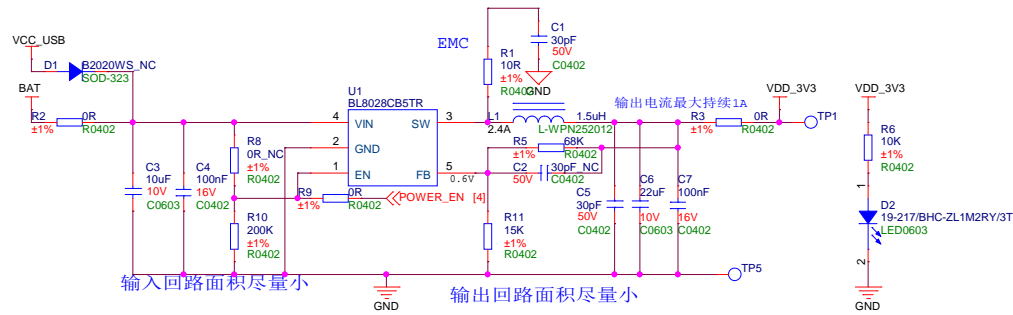 VCC_USB
D1
B2020WS_NC
SOD-323
BAT
R2
0R
±1%
R0402
C3
10uF
10V
C0603
C4
100nF
16V
C0402
R8
0R_NC
±1%
R0402
R10
200K
±1%
R0402
R9
0R
±1%
R0402
POWER_EN [4]
U1
BL8028CB5TR
4
VIN
SW
3
2
GND
1
EN
FB
5
0.6V
EMC
R1
10R
±1%
R0402
C1
30pF
50V
C0402
GND
L1
1.5uH
2.4A
L-WPN252012
R5
68K
±1%
R0402
C2
30pF_NC
50V
C0402
R11
15K
±1%
R0402
C5
30pF
50V
C0402
C6
22uF
10V
C0603
C7
100nF
16V
C0402
输出电流最大持续1A
R3
0R
±1%
R0402
VDD_3V3
TP1
TP5
输入回路面积尽量小
GND
输出回路面积尽量小
VDD_3V3
R6
10K
±1%
R0402
1
D2
19-217/BHC-ZL1M2RY/3T
LED0603
2
GND